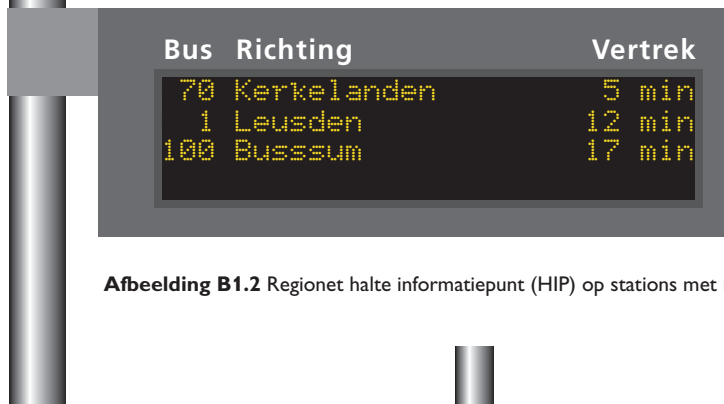 Bus Richting Vertrek
70 Kerkelanden 5 min
1 Leusden 12 min
100 Busssum 17 min
Afbeelding B1.2 Regionet halte informatiepunt (HIP) op stations met